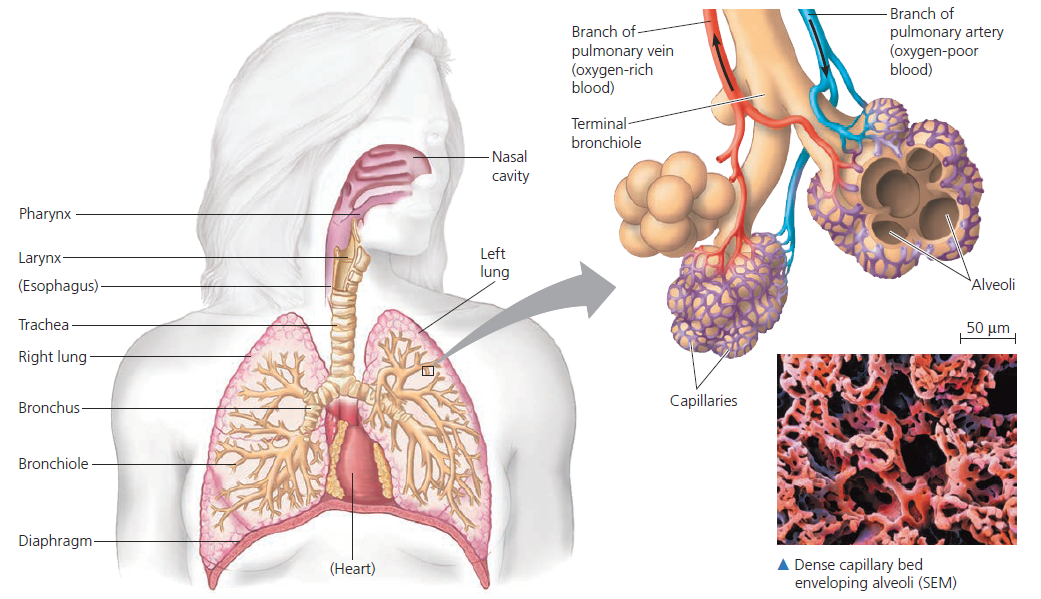 Nasal
cavity
Pharynx
Larynx
(Esophagus)
Trachea
Right lung
Bronchus
Bronchiole
Diaphragm
(Heart)
Left
lung
Branch of
pulmonary vein
(oxygen-rich
blood)
Terminal
bronchiole
Branch of
pulmonary artery
(oxygen-poor
blood)
Alveoli
Capillaries
50 μm
▲ Dense capillary bed
enveloping alveoli (SEM)